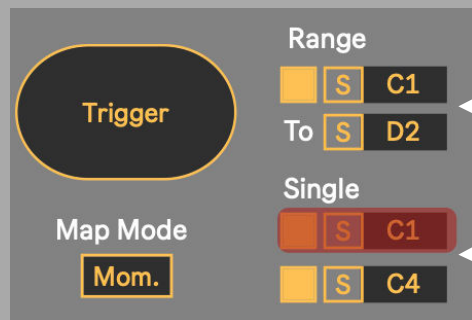 Range
Trigger
S C1
To S D2
Single
Map Mode
S C1
Mom.
S C4